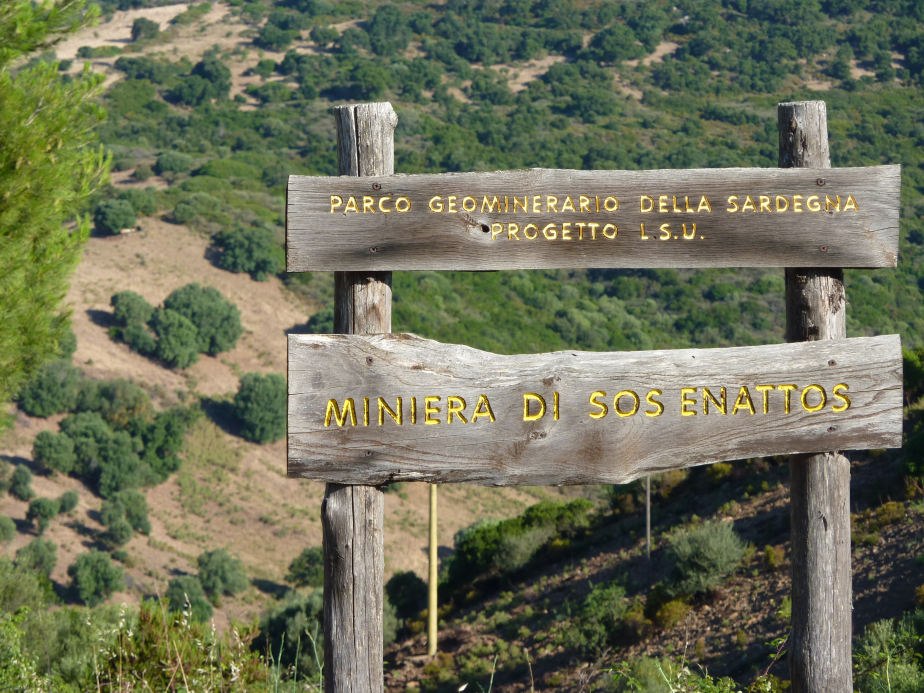 PARCO GEOMINERARIO DELLA SARDEGNA
PROGETTO L.S.U.
MINIERA DI SOS ENATTOS